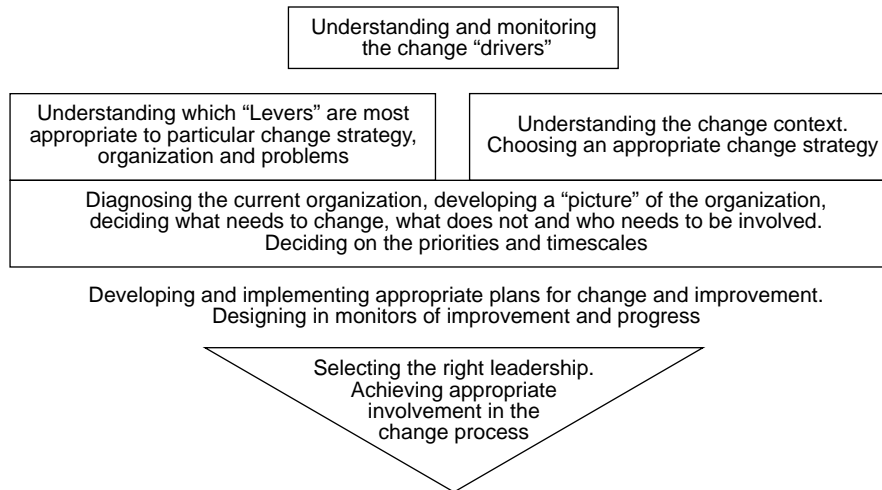 Understanding and monitoring
the change “drivers”
Understanding which “Levers” are most
appropriate to particular change strategy,
organization and problems
Understanding the change context.
Choosing an appropriate change strategy
Diagnosing the current organization, developing a “picture” of the organization,
deciding what needs to change, what does not and who needs to be involved.
Deciding on the priorities and timescales
Developing and implementing appropriate plans for change and improvement.
Designing in monitors of improvement and progress
Selecting the right leadership.
Achieving appropriate
involvement in the
change process